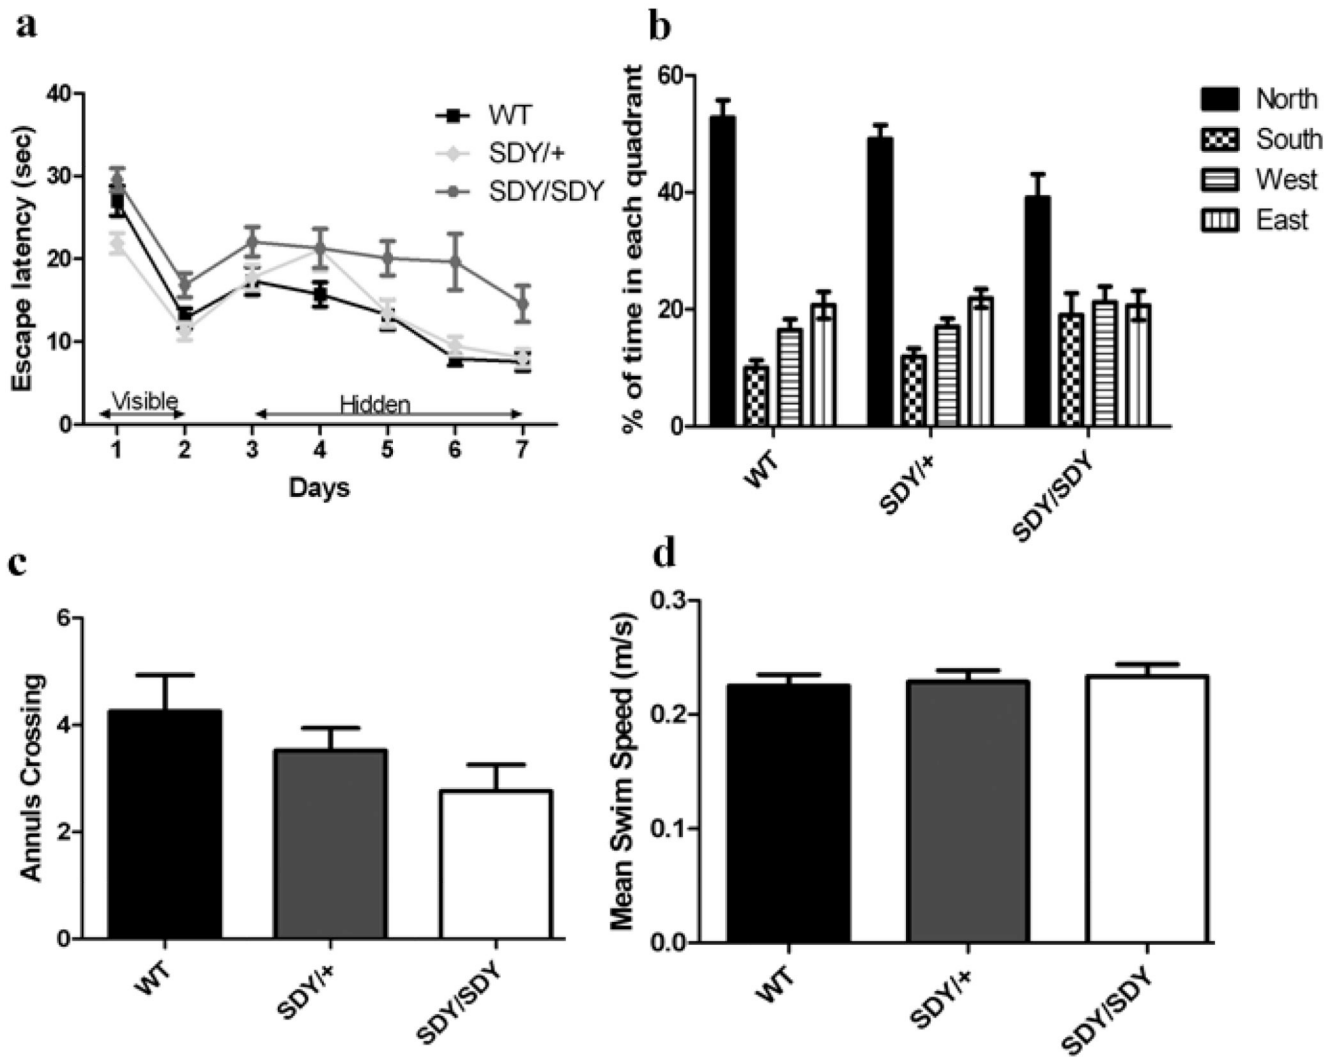 a
Escape latency (sec)
40
30
20
10
0
WT
SDY/+
SDY/SDY
Visible
Hidden
1 2 3 4 5 6 7
Days
b
% of time in each quadrant
60
40
20
0
North
South
West
East
WT
SDY/+
SDY/SDY
c
Annuls Crossing
6
4
2
0
WT
SDY/+
SDY/SDY
d
Mean Swim Speed (m/s)
0.3
0.2
0.1
0.0
WT
SDY/+
SDY/SDY